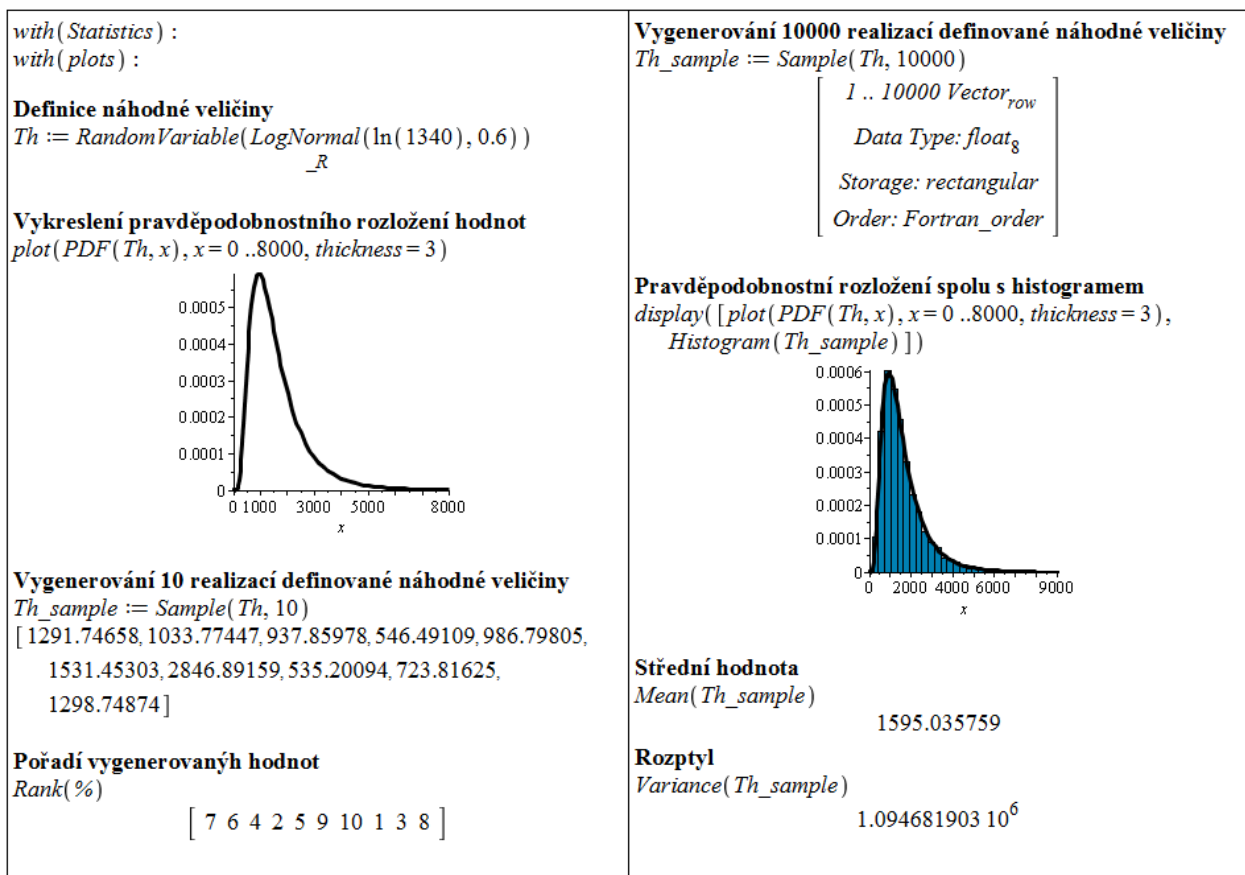 with(Statistics) :
with(plots) :
Definice náhodné veličiny
Th := RandomVariable(LogNormal(ln(1340), 0.6) )
_R
Vykreslení pravděpodobnostního rozložení hodnot
plot(PDF(Th, x), x = 0 ..8000, thickness = 3)
0.0005
0.0004
0.0003
0.0002
0.0001
0
0 1000 3000 5000 8000
x
Vygenerování 10 realizací definované náhodné veličiny
Th_sample := Sample(Th, 10)
[ 1291.74658, 1033.77447, 937.85978, 546.49109, 986.79805,
1531.45303, 2846.89159, 535.20094, 723.81625,
1298.74874 ]
Pořadí vygenerovanýh hodnot
Rank(%)
[ 7 6 4 2 5 9 10 1 3 8 ]
Vygenerování 10000 realizací definované náhodné veličiny
Th_sample := Sample(Th, 10000)
1 .. 10000 Vector_row
Data Type: float_8
Storage: rectangular
Order: Fortran_order
Pravděpodobnostní rozložení spolu s histogramem
display( [plot(PDF(Th, x), x = 0 ..8000, thickness = 3),
Histogram(Th_sample) ])
0.0006
0.0005
0.0004
0.0003
0.0002
0.0001
0
0 2000 4000 6000 9000
x
Střední hodnota
Mean(Th_sample)
1595.035759
Rozptyl
Variance(Th_sample)
1.094681903 10^6